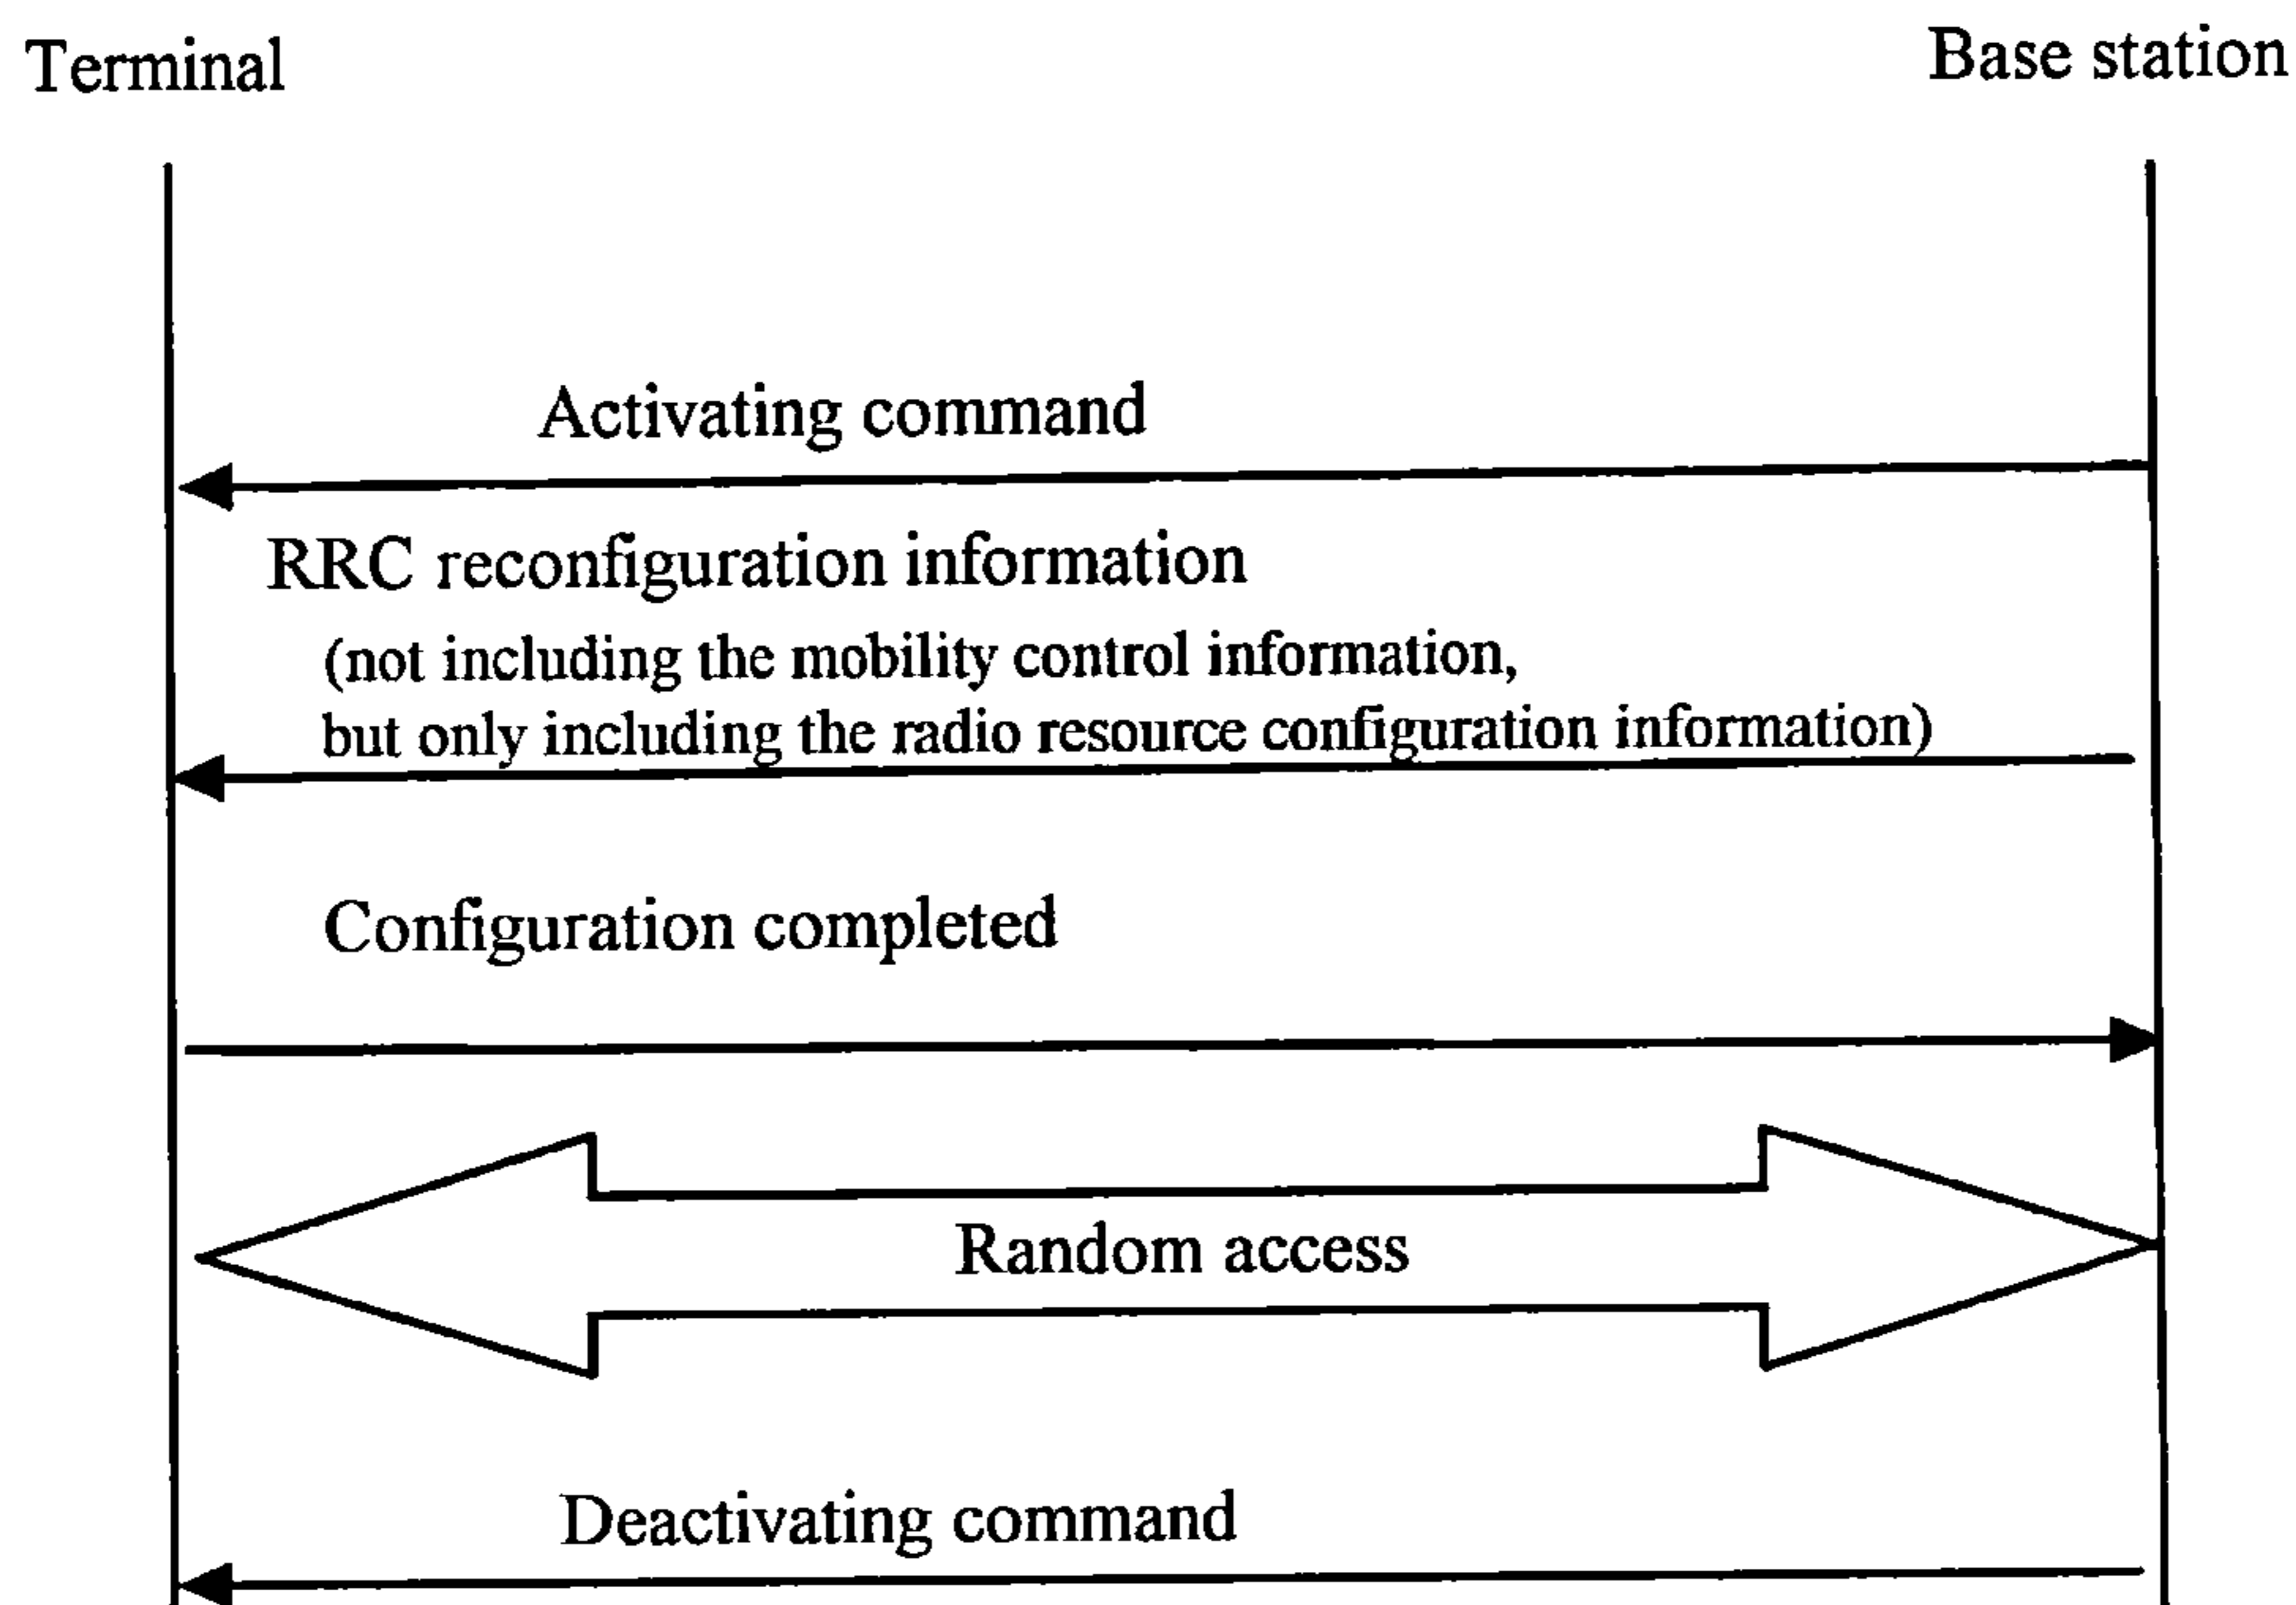 Terminal
Base station
Activating command
RRC reconfiguration information
(not including the mobility control information,
but only including the radio resource configuration information)
Configuration completed
Random access
Deactivating command